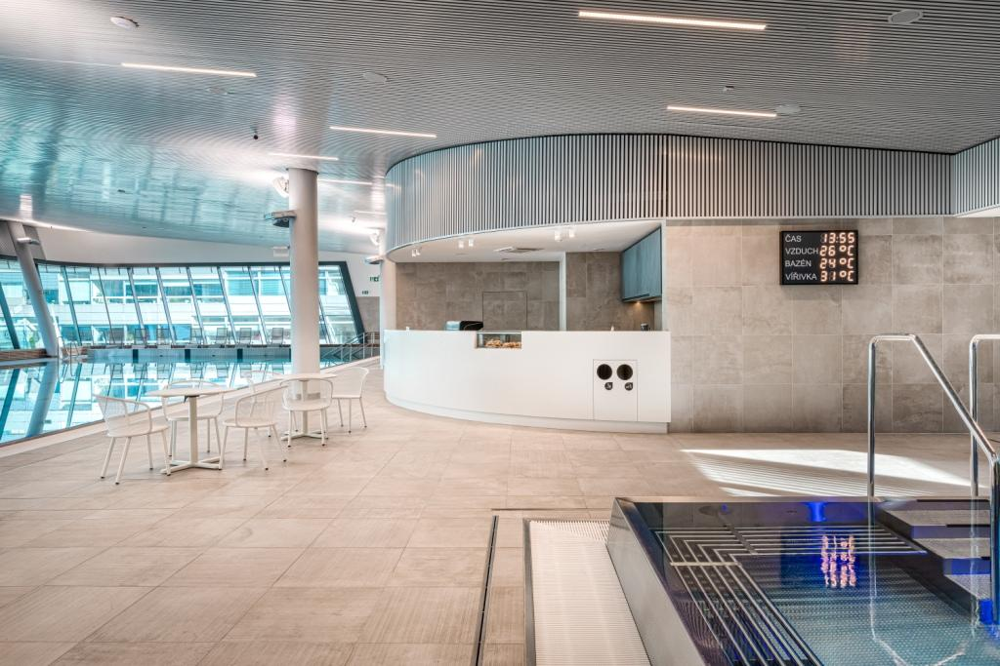 ČAS 13:55
VZDUCH 26 °C
BAZÉN 24 °C
VÍŘIVKA 31 °C